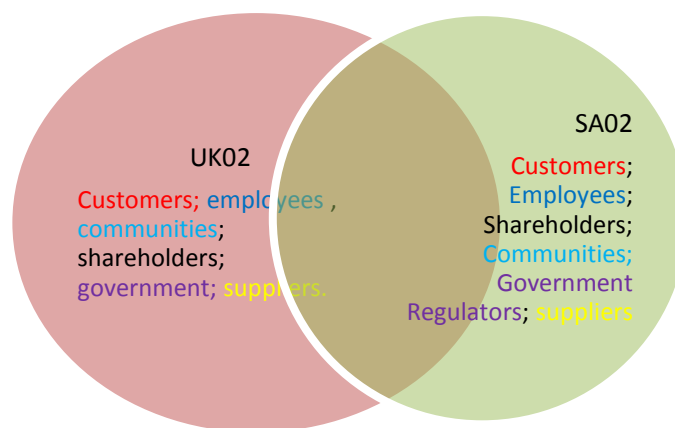 UK02
Customers; employees ,
communities;
shareholders;
government; suppliers.
SA02
Customers;
Employees;
Shareholders;
Communities;
Government
Regulators; suppliers